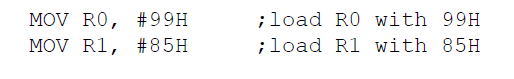 MOV R0, #99H ;load R0 with 99H
MOV R1, #85H ;load R1 with 85H